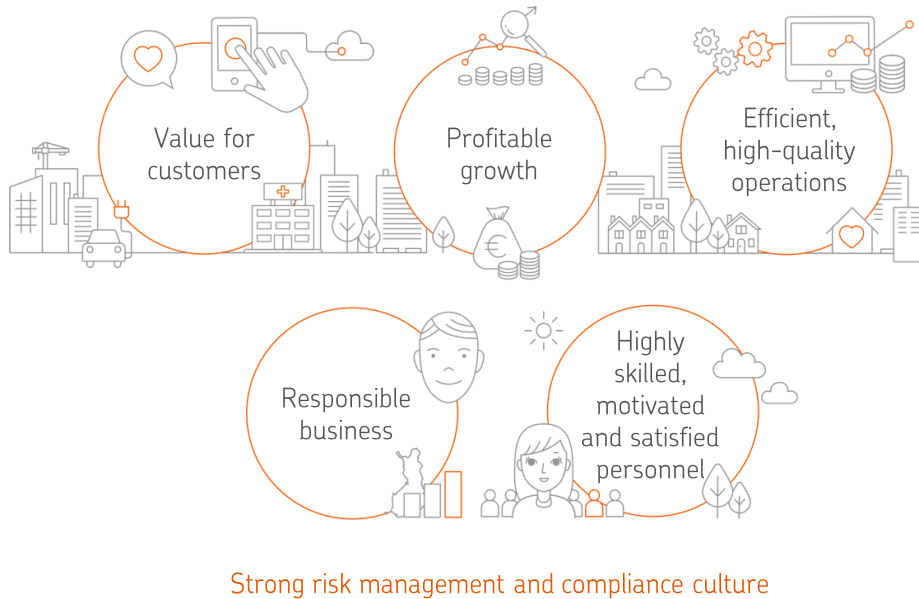 Value for
customers
Profitable
growth
Efficient,
high-quality
operations
Responsible
business
Highly
skilled,
motivated
and satisfied
personnel
Strong risk management and compliance culture